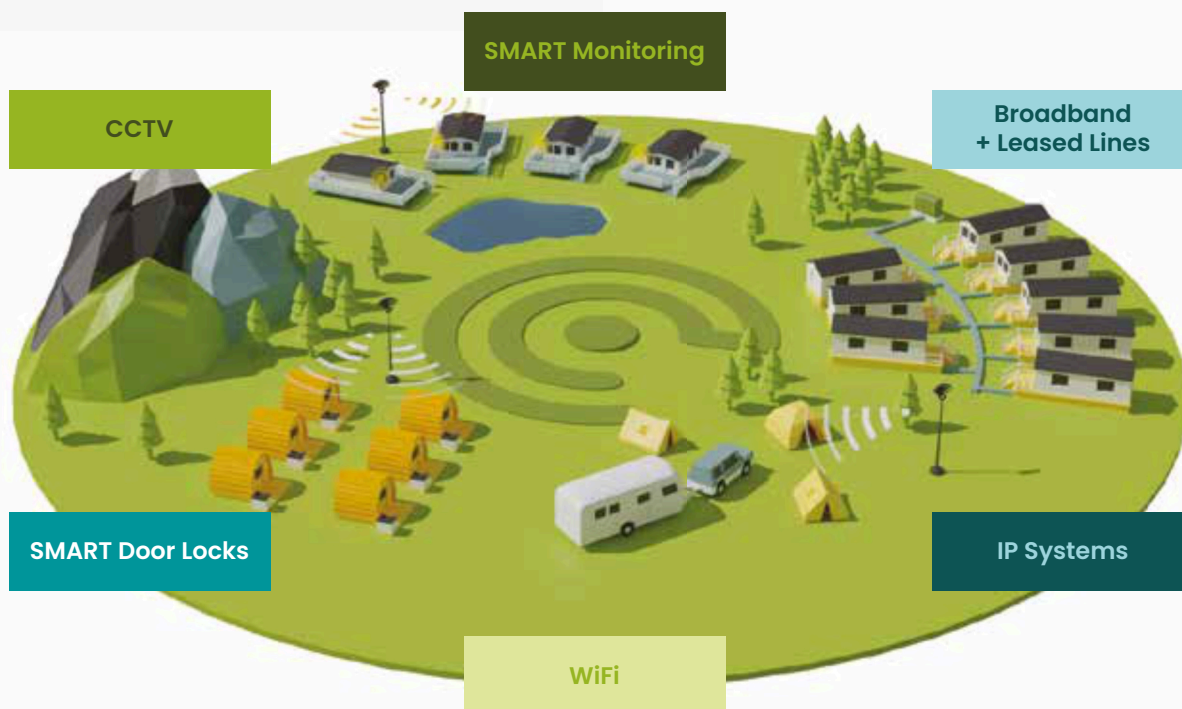 SMART Monitoring
CCTV
Broadband
+ Leased Lines
SMART Door Locks
IP Systems
WiFi